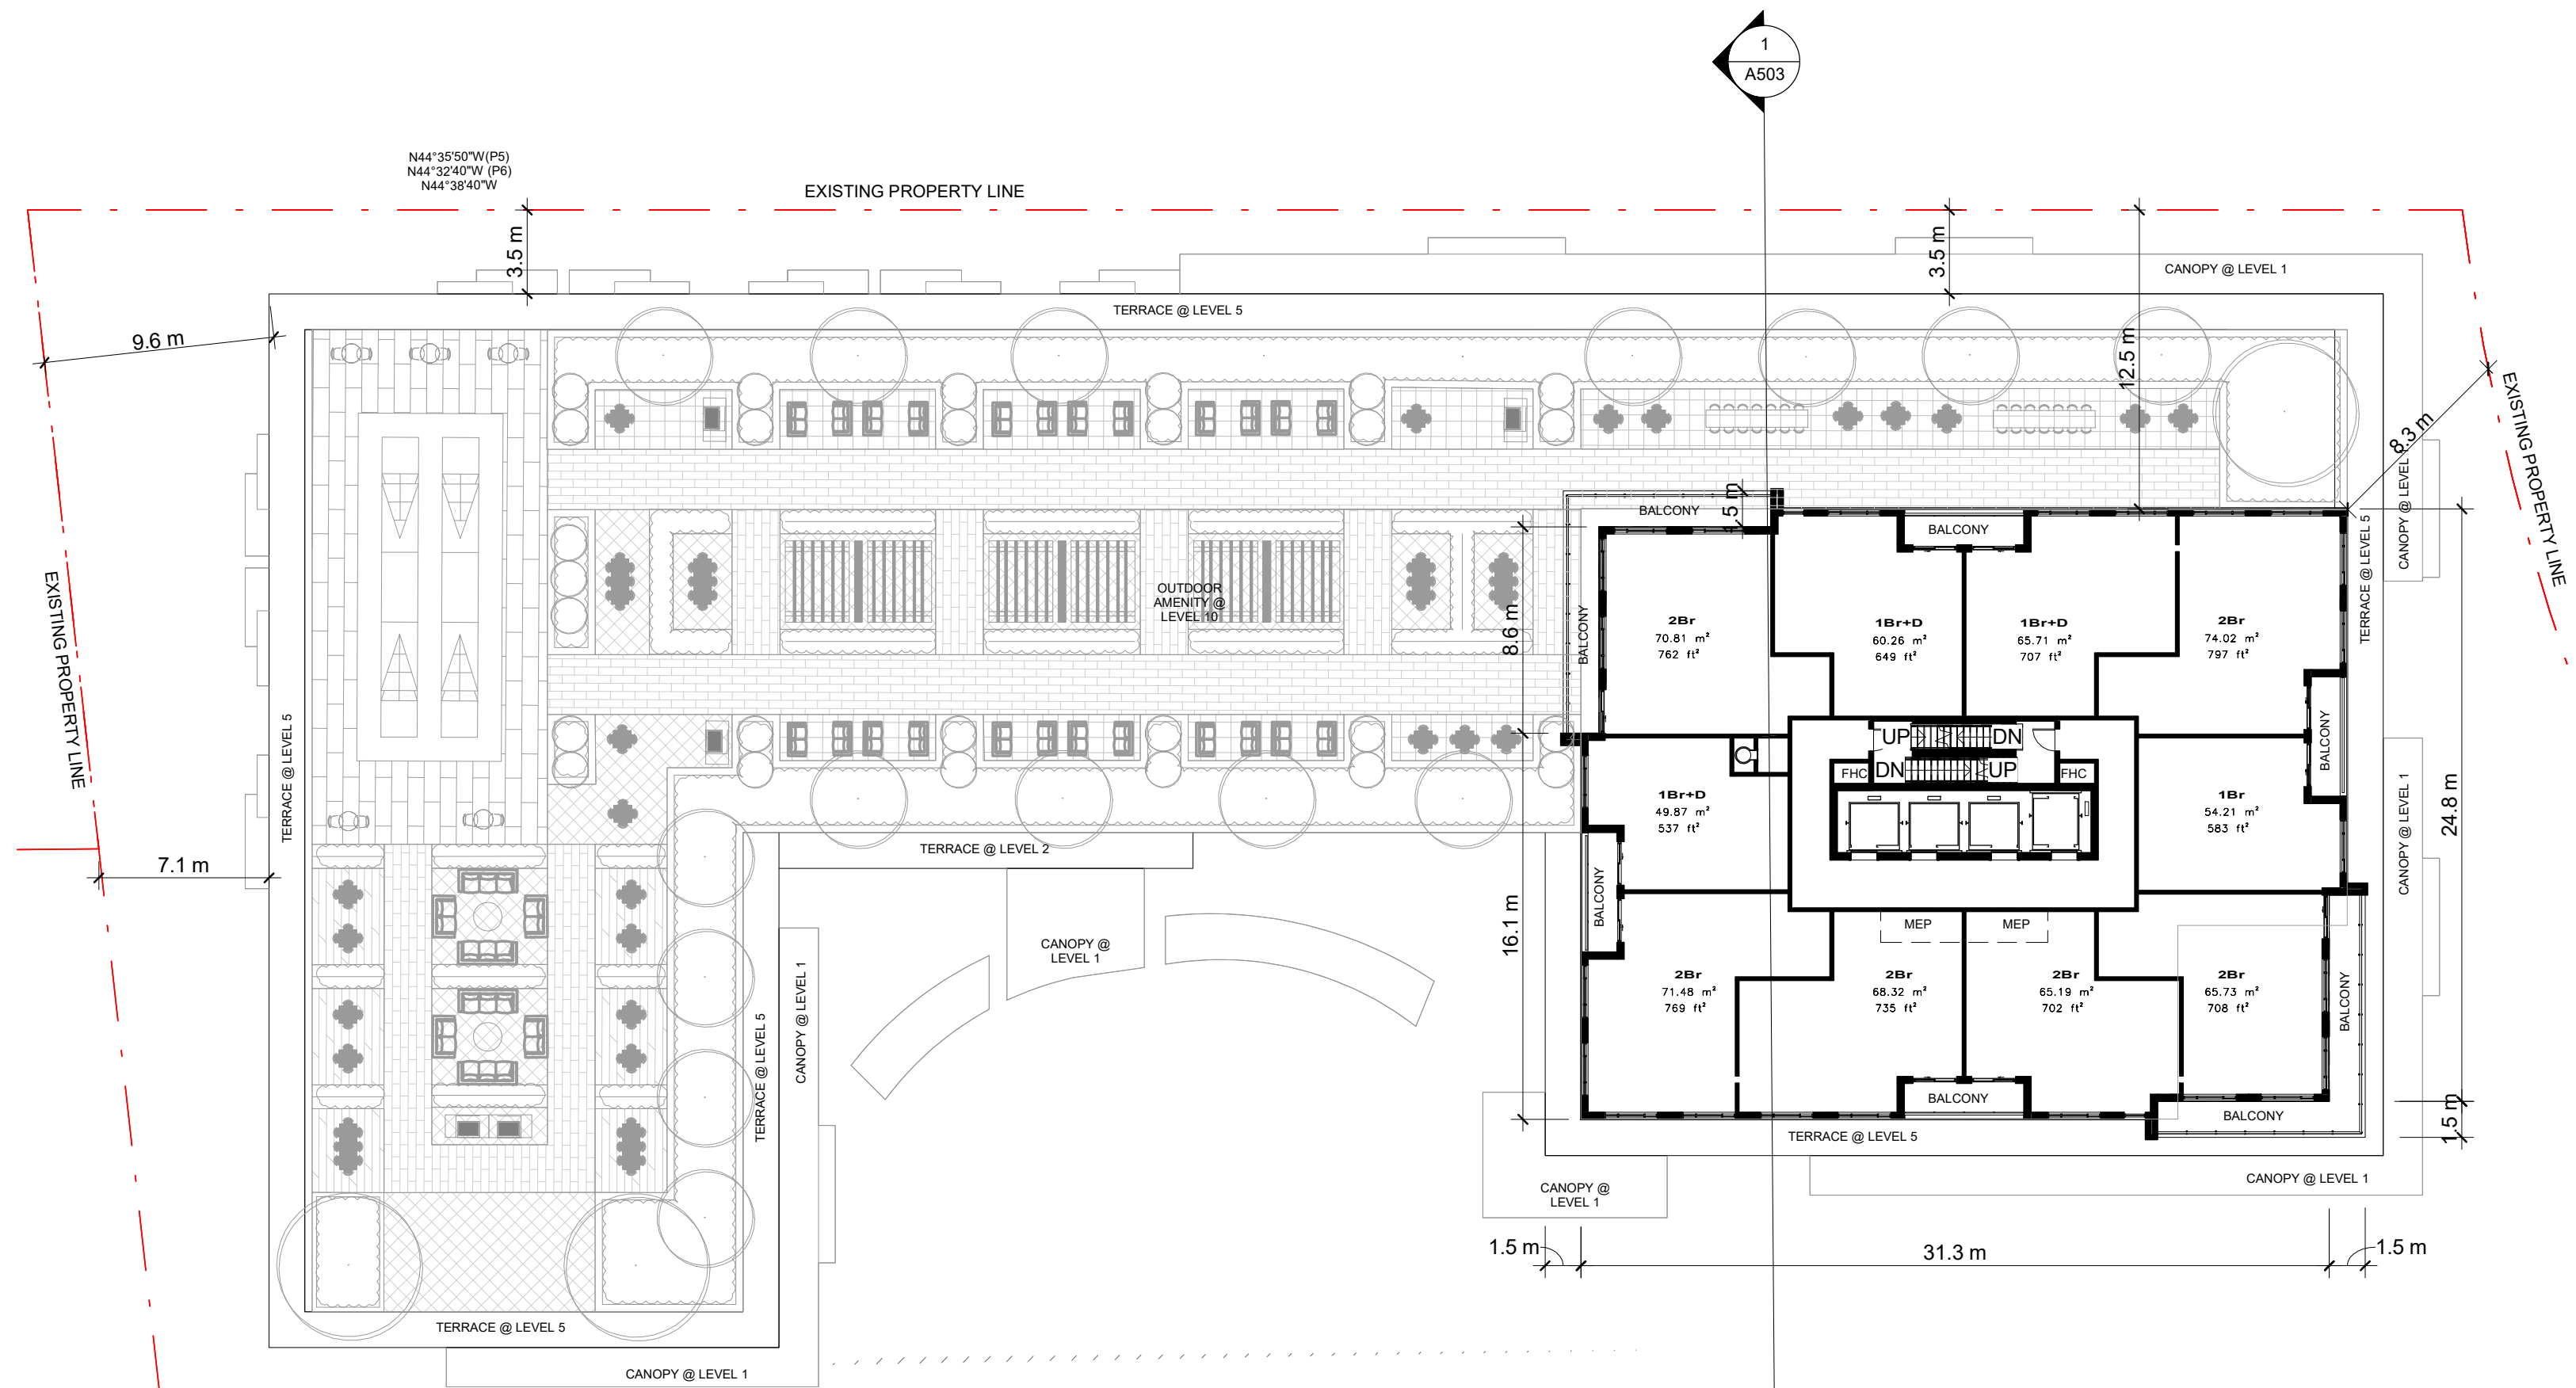 1
A503
N44°35'50"W(P5)
N44°32'40"W (P6)
N44°38'40"W
EXISTING PROPERTY LINE
3.5 m
3.5 m
CANOPY @ LEVEL 1
TERRACE @ LEVEL 5
9.6 m
12.5 m
8.3 m
EXISTING PROPERTY LINE
CANOPY @ LEVEL
BALCONY
5 m
BALCONY
TERRACE @ LEVEL 5
EXISTING PROPERTY LINE
OUTDOOR
AMENITY @
LEVEL 10
8.6 m
BALCONY
2Br
70.81 m²
762 ft²
1Br+D
60.26 m²
649 ft²
1Br+D
65.71 m²
707 ft²
2Br
74.02 m²
797 ft²
TERRACE @ LEVEL 5
UP
DN
DN
UP
FHC
FHC
BALCONY
1Br+D
49.87 m²
537 ft²
1Br
54.21 m²
583 ft²
CANOPY @ LEVEL 1
24.8 m
7.1 m
TERRACE @ LEVEL 2
BALCONY
16.1 m
MEP
MEP
CANOPY @
LEVEL 1
CANOPY @ LEVEL 1
TERRACE @ LEVEL 5
2Br
71.48 m²
769 ft²
2Br
68.32 m²
735 ft²
2Br
65.19 m²
702 ft²
2Br
65.73 m²
708 ft²
BALCONY
BALCONY
BALCONY
1.5 m
TERRACE @ LEVEL 5
CANOPY @
LEVEL 1
CANOPY @ LEVEL 1
1.5 m
31.3 m
1.5 m
TERRACE @ LEVEL 5
CANOPY @ LEVEL 1